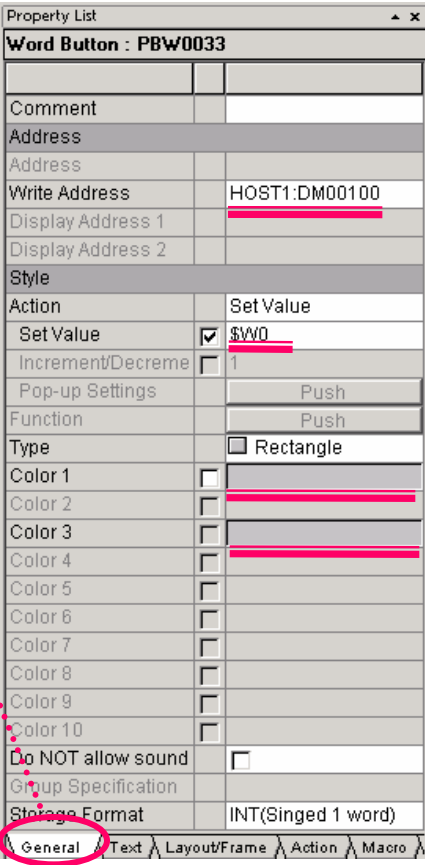 Property List
Word Button : PBW0033
Comment
Address
Address
Write Address HOST1:DM00100
Display Address 1
Display Address 2
Style
Action Set Value
Set Value $W0
Increment/Decreme 1
Pop-up Settings Push
Function Push
Type Rectangle
Color 1
Color 2
Color 3
Color 4
Color 5
Color 6
Color 7
Color 8
Color 9
Color 10
Do NOT allow sound
Group Specification
Storage Format INT(Singed 1 word)
General Text Layout/Frame Action Macro